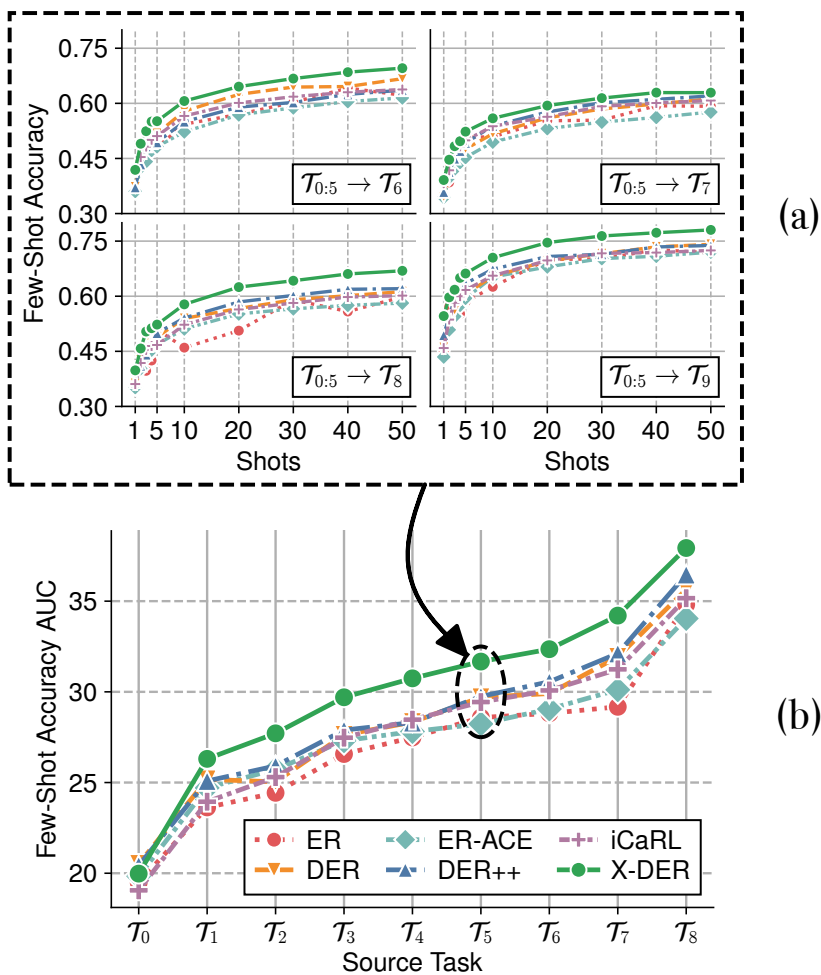 0.75
0.60
0.45
0.30
Few-Shot Accuracy
𝒯0:5 → 𝒯6
𝒯0:5 → 𝒯7
(a)
0.75
0.60
0.45
0.30
𝒯0:5 → 𝒯8
𝒯0:5 → 𝒯9
1 5 10 20 30 40 50
1 5 10 20 30 40 50
Shots
Shots
35
30
25
20
Few-Shot Accuracy AUC
(b)
ER
ER-ACE
iCaRL
DER
DER++
X-DER
𝒯0 𝒯1 𝒯2 𝒯3 𝒯4 𝒯5 𝒯6 𝒯7 𝒯8
Source Task